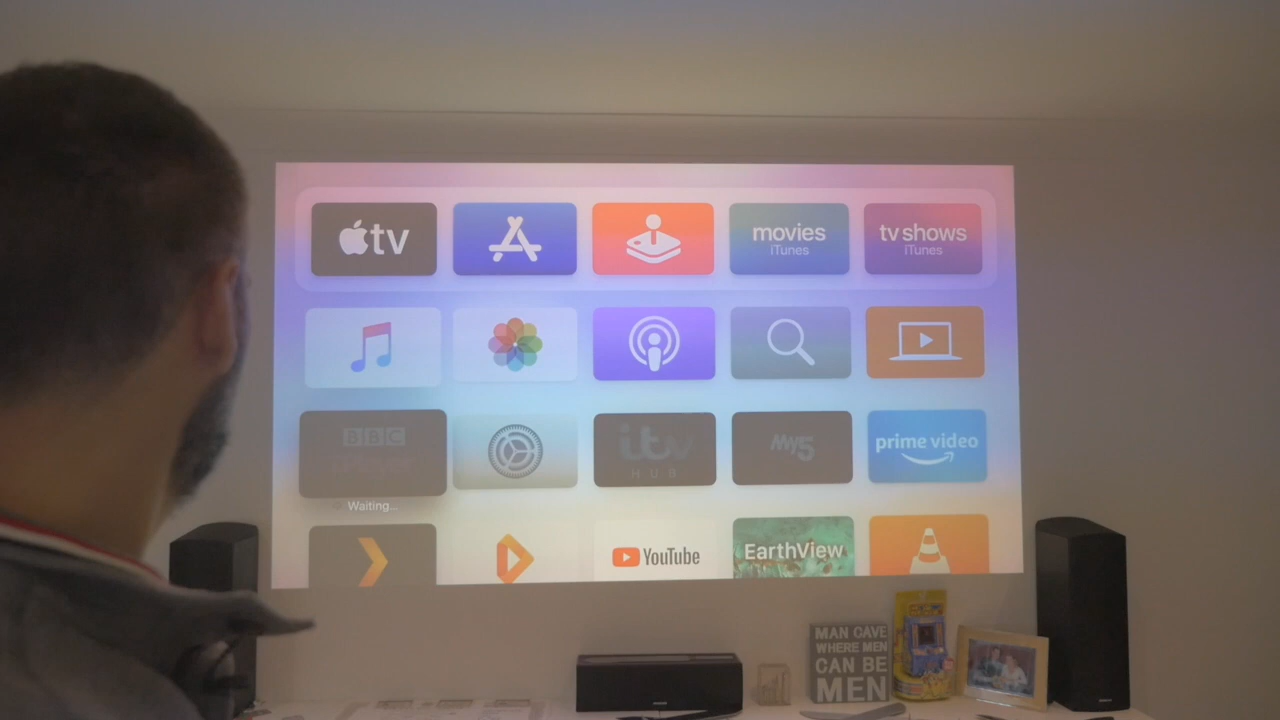 tv
movies
iTunes
tv shows
iTunes
BBC
iPlayer
Waiting...
itv
HUB
My5
prime video
YouTube
EarthView
MAN CAVE
WHERE MEN
CAN BE
MEN